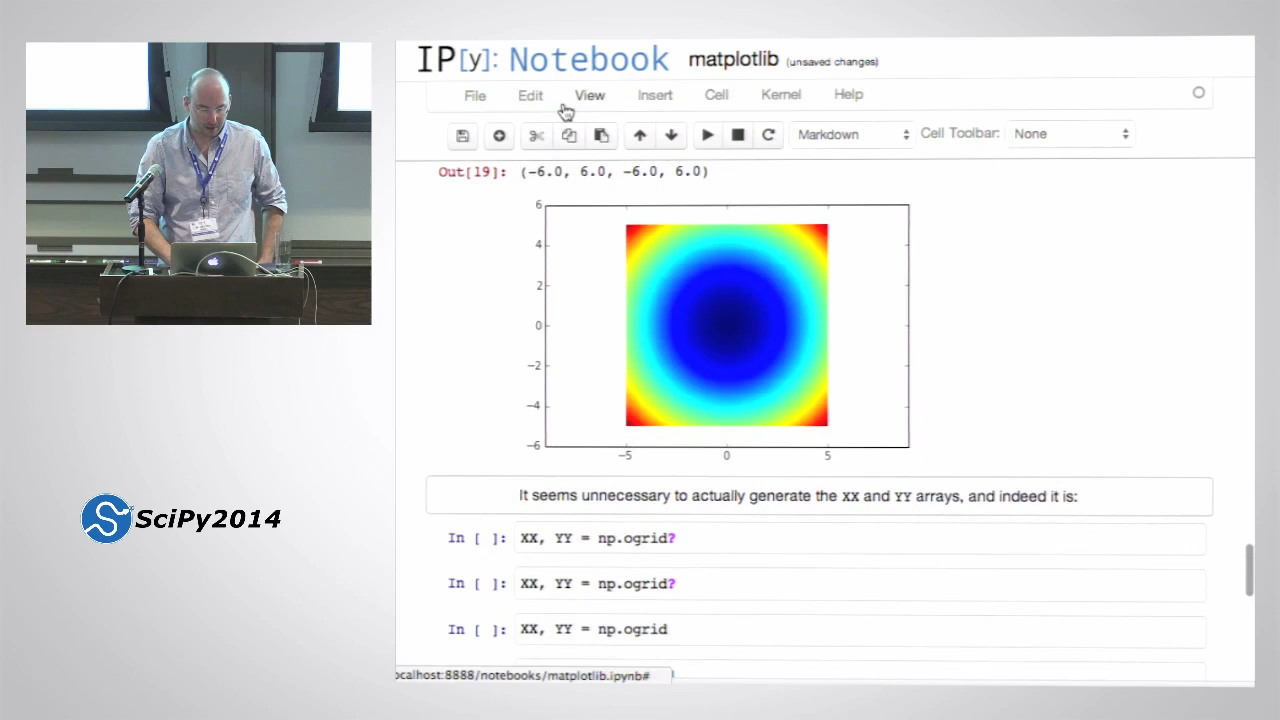 IP[y]: Notebook matplotlib (unsaved changes)
File Edit View Insert Cell Kernel Help
Markdown Cell Toolbar: None
Out[19]: (-6.0, 6.0, -6.0, 6.0)
6
4
2
0
−2
−4
−6
−5 0 5
It seems unnecessary to actually generate the XX and YY arrays, and indeed it is:
In [ ]: XX, YY = np.ogrid?
In [ ]: XX, YY = np.ogrid?
In [ ]: XX, YY = np.ogrid
ocalhost:8888/notebooks/matplotlib.ipynb#
SciPy2014